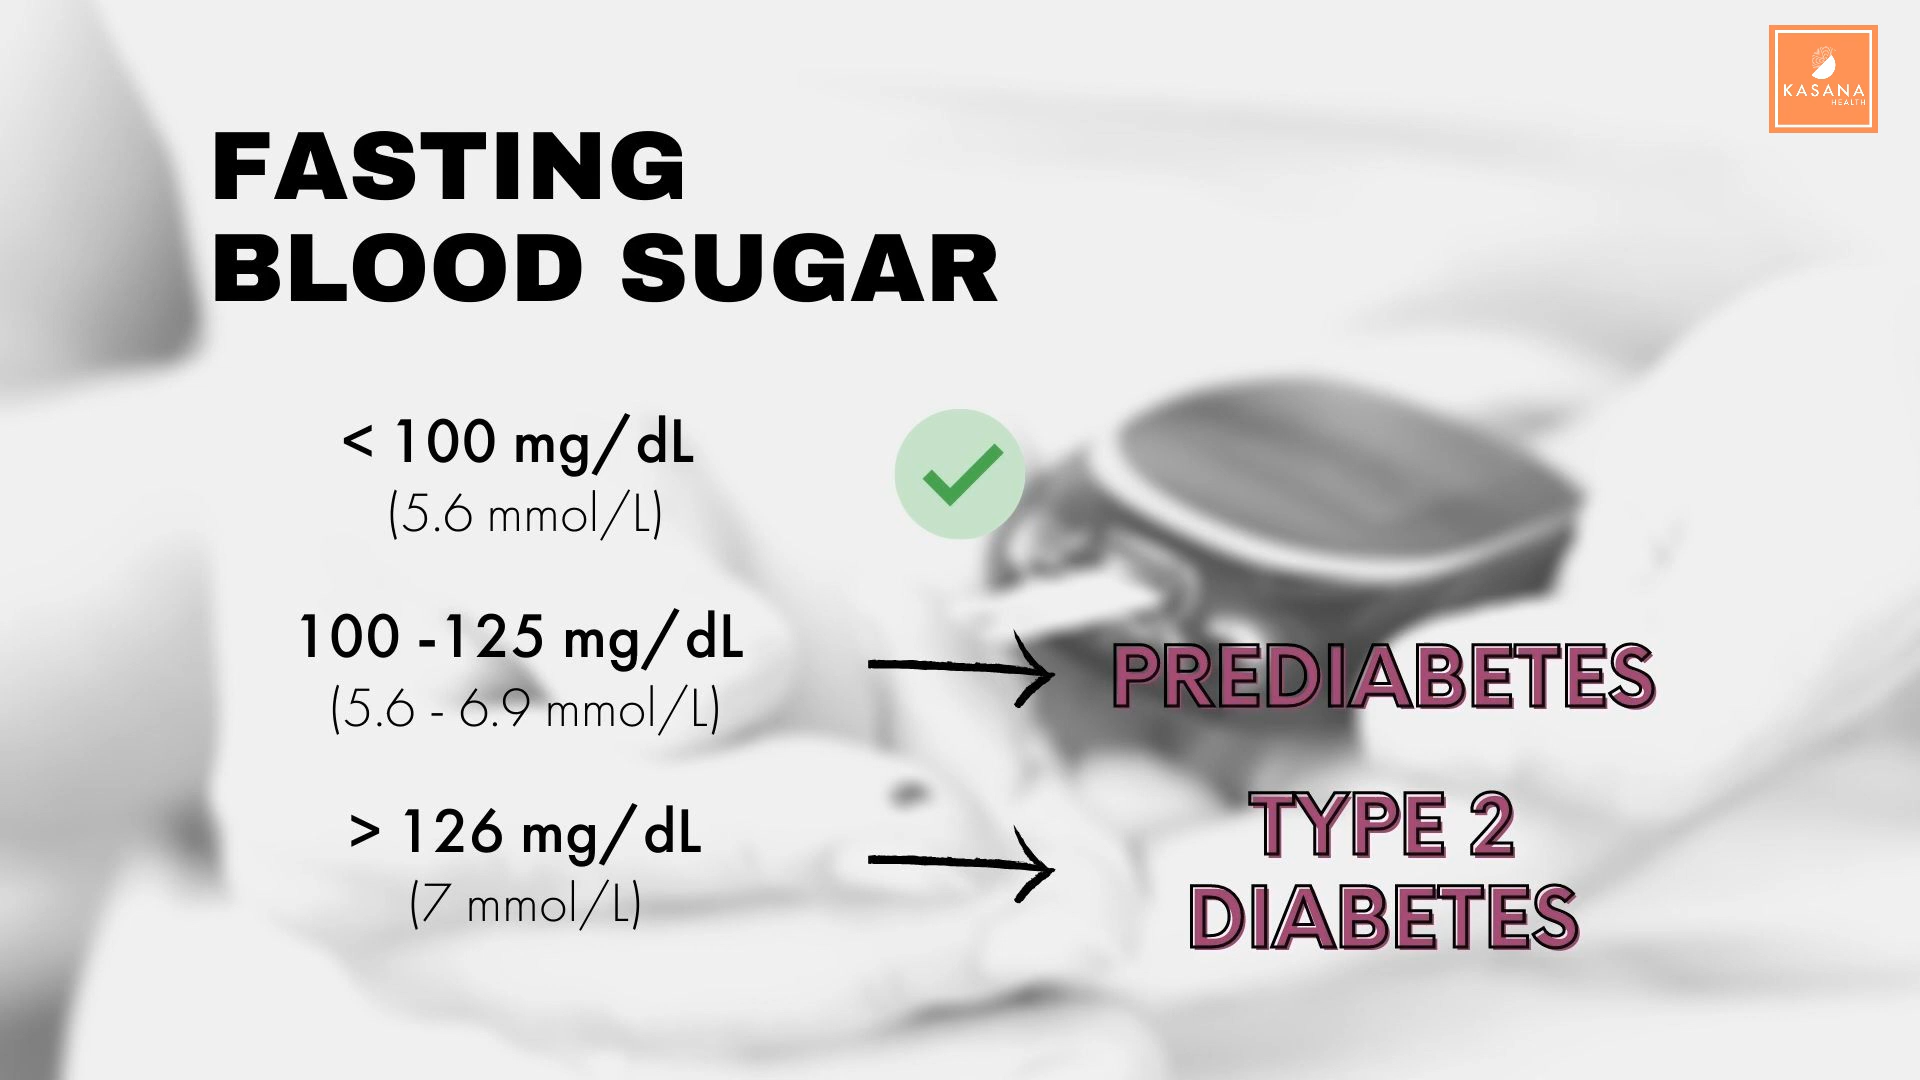 KASANA
HEALTH
FASTING
BLOOD SUGAR
< 100 mg/dL
(5.6 mmol/L)
100 -125 mg/dL
(5.6 - 6.9 mmol/L)
PREDIABETES
> 126 mg/dL
(7 mmol/L)
TYPE 2
DIABETES